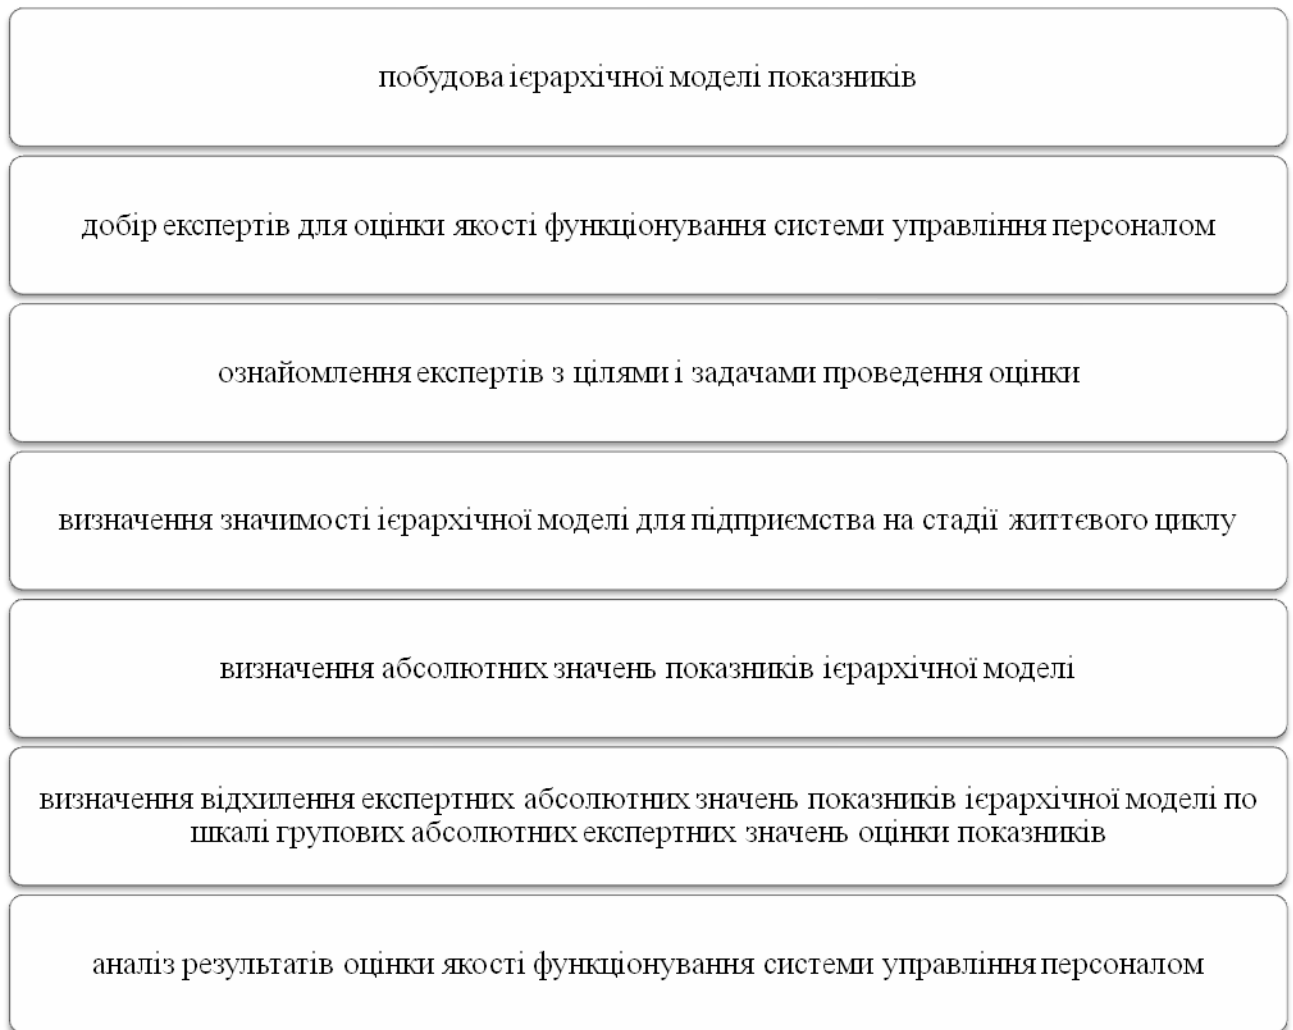 побудова ієрархічної моделі показників
добір експертів для оцінки якості функціонування системи управління персоналом
ознайомлення експертів з цілями і задачами проведення оцінки
визначення значимості ієрархічної моделі для підприємства на стадії життєвого циклу
визначення абсолютних значень показників ієрархічної моделі
визначення відхилення експертних абсолютних значень показників ієрархічної моделі по
шкалі групових абсолютних експертних значень оцінки показників
аналіз результатів оцінки якості функціонування системи управління персоналом